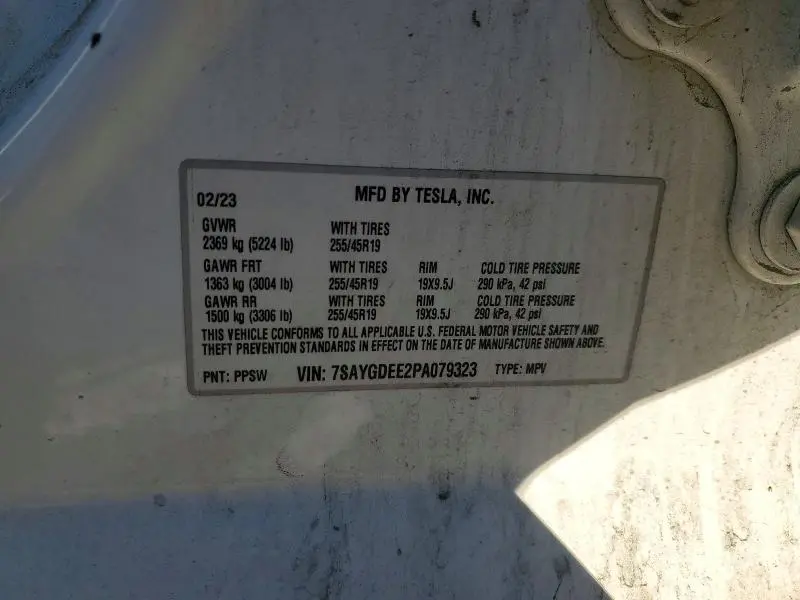 02/23 MFD BY TESLA, INC.
GVWR WITH TIRES
2369 kg (5224 lb) 255/45R19
GAWR FRT WITH TIRES RIM COLD TIRE PRESSURE
1363 kg (3004 lb) 255/45R19 19X9.5J 290 kPa, 42 psi
GAWR RR WITH TIRES RIM COLD TIRE PRESSURE
1500 kg (3306 lb) 255/45R19 19X9.5J 290 kPa, 42 psi
THIS VEHICLE CONFORMS TO ALL APPLICABLE U.S. FEDERAL MOTOR VEHICLE SAFETY AND
THEFT PREVENTION STANDARDS IN EFFECT ON THE DATE OF MANUFACTURE SHOWN ABOVE.
PNT: PPSW VIN: 7SAYGDEE2PA079323 TYPE: MPV